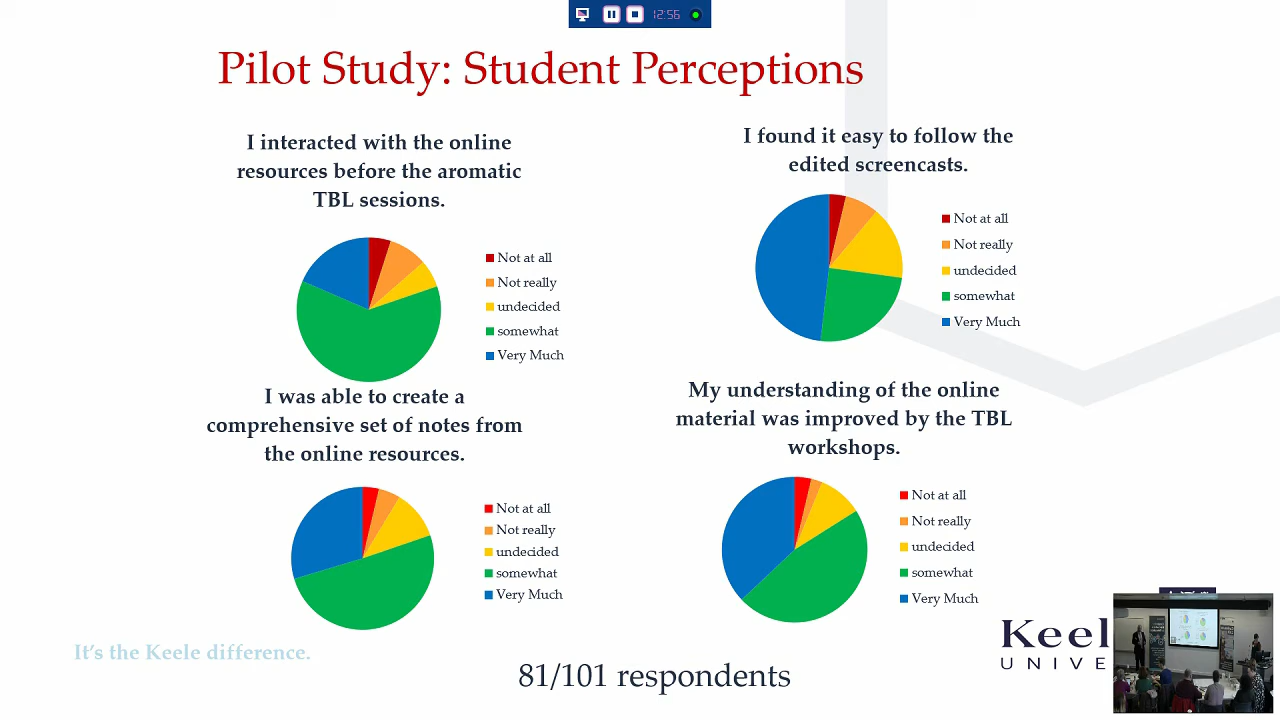 12:56
Pilot Study: Student Perceptions
I interacted with the online
resources before the aromatic
TBL sessions.
Not at all
Not really
undecided
somewhat
Very Much
I found it easy to follow the
edited screencasts.
Not at all
Not really
undecided
somewhat
Very Much
I was able to create a
comprehensive set of notes from
the online resources.
Not at all
Not really
undecided
somewhat
Very Much
My understanding of the online
material was improved by the TBL
workshops.
Not at all
Not really
undecided
somewhat
Very Much
It's the Keele difference.
81/101 respondents
Keel
UNIVE